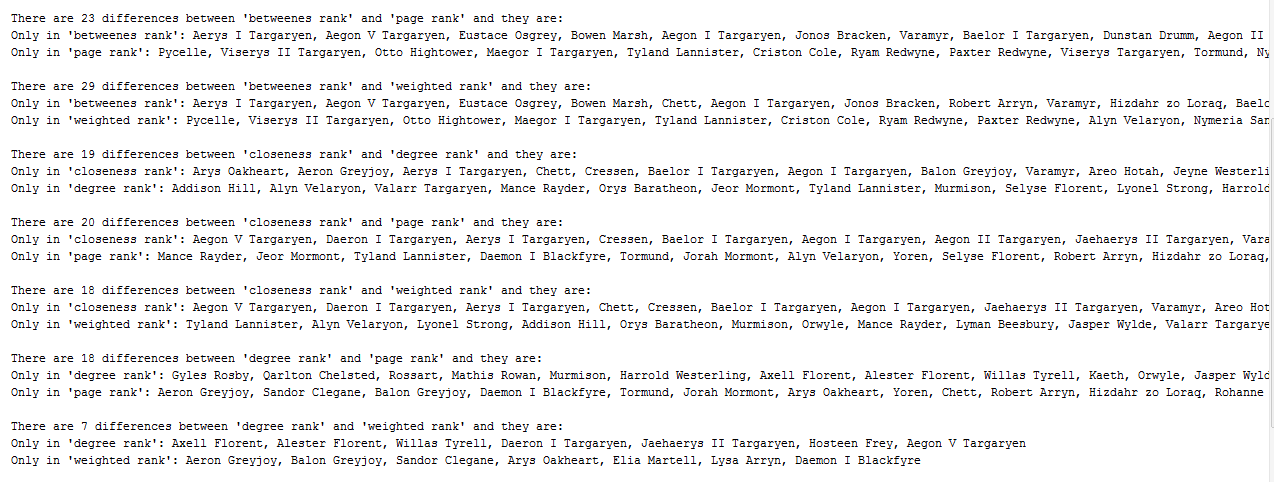 There are 23 differences between 'betweenes rank' and 'page rank' and they are:
Only in 'betweenes rank': Aerys I Targaryen, Aegon V Targaryen, Eustace Osgrey, Bowen Marsh, Aegon I Targaryen, Jonos Bracken, Varamyr, Baelor I Targaryen, Dunstan Drumm, Aegon II
Only in 'page rank': Pycelle, Viserys II Targaryen, Otto Hightower, Maegor I Targaryen, Tyland Lannister, Criston Cole, Ryam Redwyne, Paxter Redwyne, Viserys Targaryen, Tormund, Ny
There are 29 differences between 'betweenes rank' and 'weighted rank' and they are:
Only in 'betweenes rank': Aerys I Targaryen, Aegon V Targaryen, Eustace Osgrey, Bowen Marsh, Chett, Aegon I Targaryen, Jonos Bracken, Robert Arryn, Varamyr, Hizdahr zo Loraq, Baelo
Only in 'weighted rank': Pycelle, Viserys II Targaryen, Otto Hightower, Maegor I Targaryen, Tyland Lannister, Criston Cole, Ryam Redwyne, Paxter Redwyne, Alyn Velaryon, Nymeria San
There are 19 differences between 'closeness rank' and 'degree rank' and they are:
Only in 'closeness rank': Arys Oakheart, Aeron Greyjoy, Aerys I Targaryen, Chett, Cressen, Baelor I Targaryen, Aegon I Targaryen, Balon Greyjoy, Varamyr, Areo Hotah, Jeyne Westerli
Only in 'degree rank': Addison Hill, Alyn Velaryon, Valarr Targaryen, Mance Rayder, Orys Baratheon, Jeor Mormont, Tyland Lannister, Murmison, Selyse Florent, Lyonel Strong, Harrold
There are 20 differences between 'closeness rank' and 'page rank' and they are:
Only in 'closeness rank': Aegon V Targaryen, Daeron I Targaryen, Aerys I Targaryen, Cressen, Baelor I Targaryen, Aegon I Targaryen, Aegon II Targaryen, Jaehaerys II Targaryen, Vara
Only in 'page rank': Mance Rayder, Jeor Mormont, Tyland Lannister, Daemon I Blackfyre, Tormund, Jorah Mormont, Alyn Velaryon, Yoren, Selyse Florent, Robert Arryn, Hizdahr zo Loraq,
There are 18 differences between 'closeness rank' and 'weighted rank' and they are:
Only in 'closeness rank': Aegon V Targaryen, Daeron I Targaryen, Aerys I Targaryen, Chett, Cressen, Baelor I Targaryen, Aegon I Targaryen, Jaehaerys II Targaryen, Varamyr, Areo Hot
Only in 'weighted rank': Tyland Lannister, Alyn Velaryon, Lyonel Strong, Addison Hill, Orys Baratheon, Murmison, Orwyle, Mance Rayder, Lyman Beesbury, Jasper Wylde, Valarr Targarye
There are 18 differences between 'degree rank' and 'page rank' and they are:
Only in 'degree rank': Gyles Rosby, Qarlton Chelsted, Rossart, Mathis Rowan, Murmison, Harrold Westerling, Axell Florent, Alester Florent, Willas Tyrell, Kaeth, Orwyle, Jasper Wyld
Only in 'page rank': Aeron Greyjoy, Sandor Clegane, Balon Greyjoy, Daemon I Blackfyre, Tormund, Jorah Mormont, Arys Oakheart, Yoren, Chett, Robert Arryn, Hizdahr zo Loraq, Rohanne
There are 7 differences between 'degree rank' and 'weighted rank' and they are:
Only in 'degree rank': Axell Florent, Alester Florent, Willas Tyrell, Daeron I Targaryen, Jaehaerys II Targaryen, Hosteen Frey, Aegon V Targaryen
Only in 'weighted rank': Aeron Greyjoy, Balon Greyjoy, Sandor Clegane, Arys Oakheart, Elia Martell, Lysa Arryn, Daemon I Blackfyre